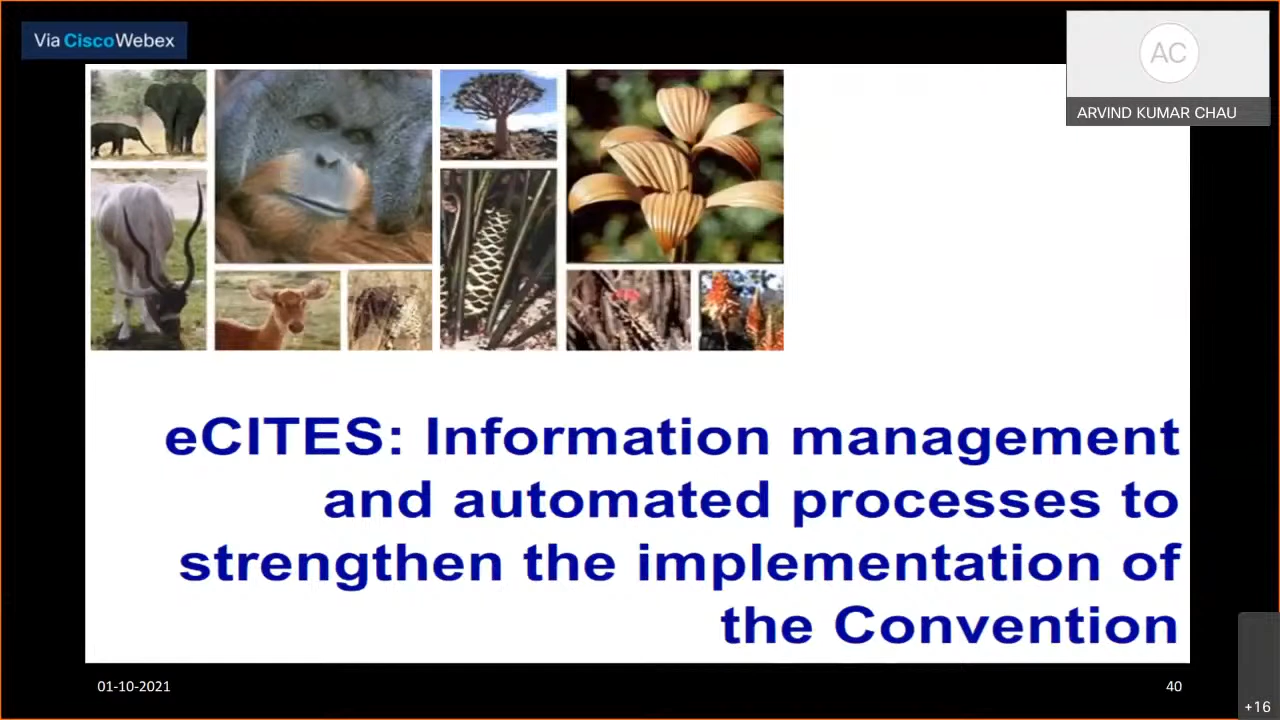 Via CiscoWebex
AC
ARVIND KUMAR CHAU
eCITES: Information management
and automated processes to
strengthen the implementation of
the Convention
01-10-2021
40
+16